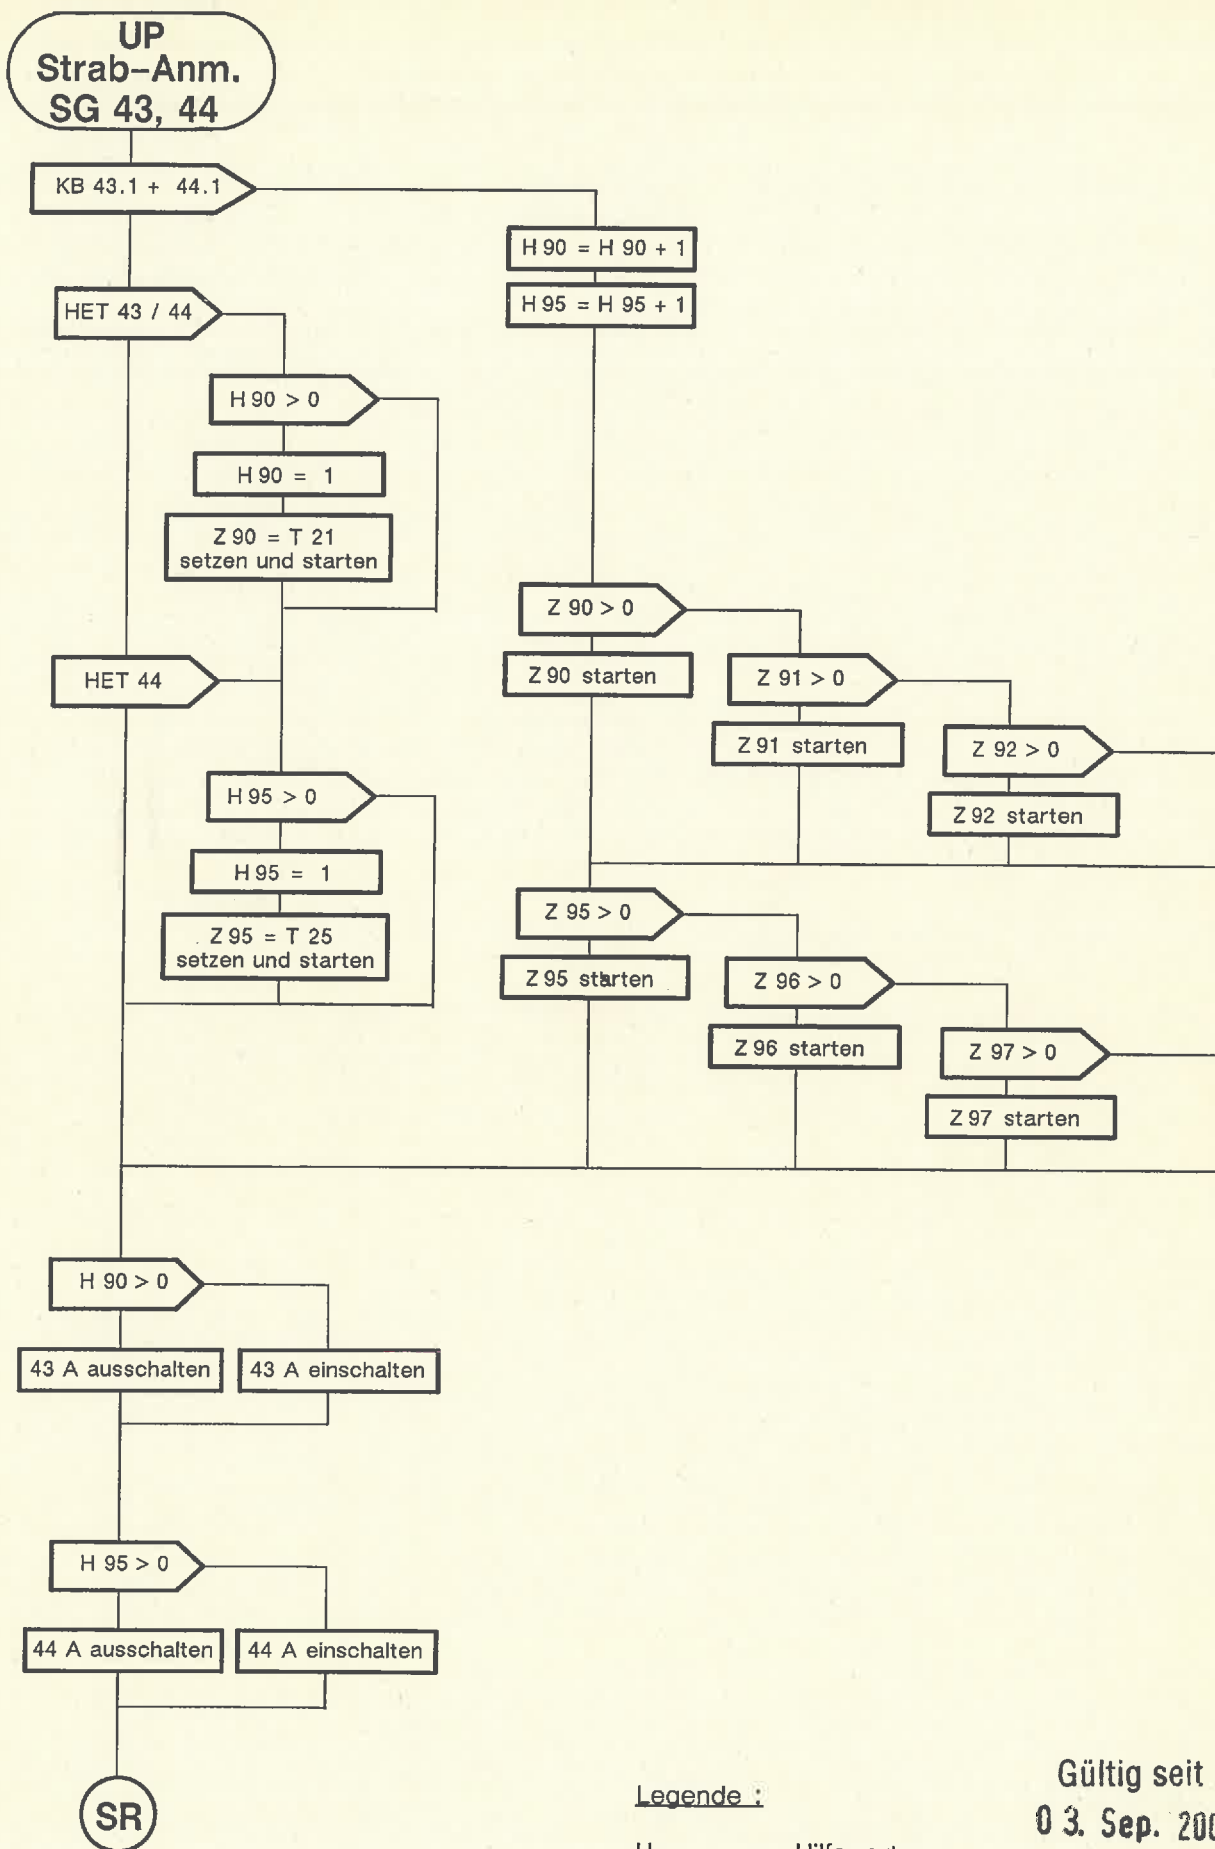 UP
Strab-Anm.
SG 43, 44
KB 43.1 + 44.1
H 90 = H 90 + 1
H 95 = H 95 + 1
HET 43 / 44
H 90 > 0
H 90 = 1
Z 90 = T 21
setzen und starten
Z 90 > 0
Z 90 starten
Z 91 > 0
Z 91 starten
Z 92 > 0
Z 92 starten
HET 44
H 95 > 0
H 95 = 1
Z 95 = T 25
setzen und starten
Z 95 > 0
Z 95 starten
Z 96 > 0
Z 96 starten
Z 97 > 0
Z 97 starten
H 90 > 0
43 A ausschalten
43 A einschalten
H 95 > 0
44 A ausschalten
44 A einschalten
SR
Legende :
Gültig seit
0 3. Sep.